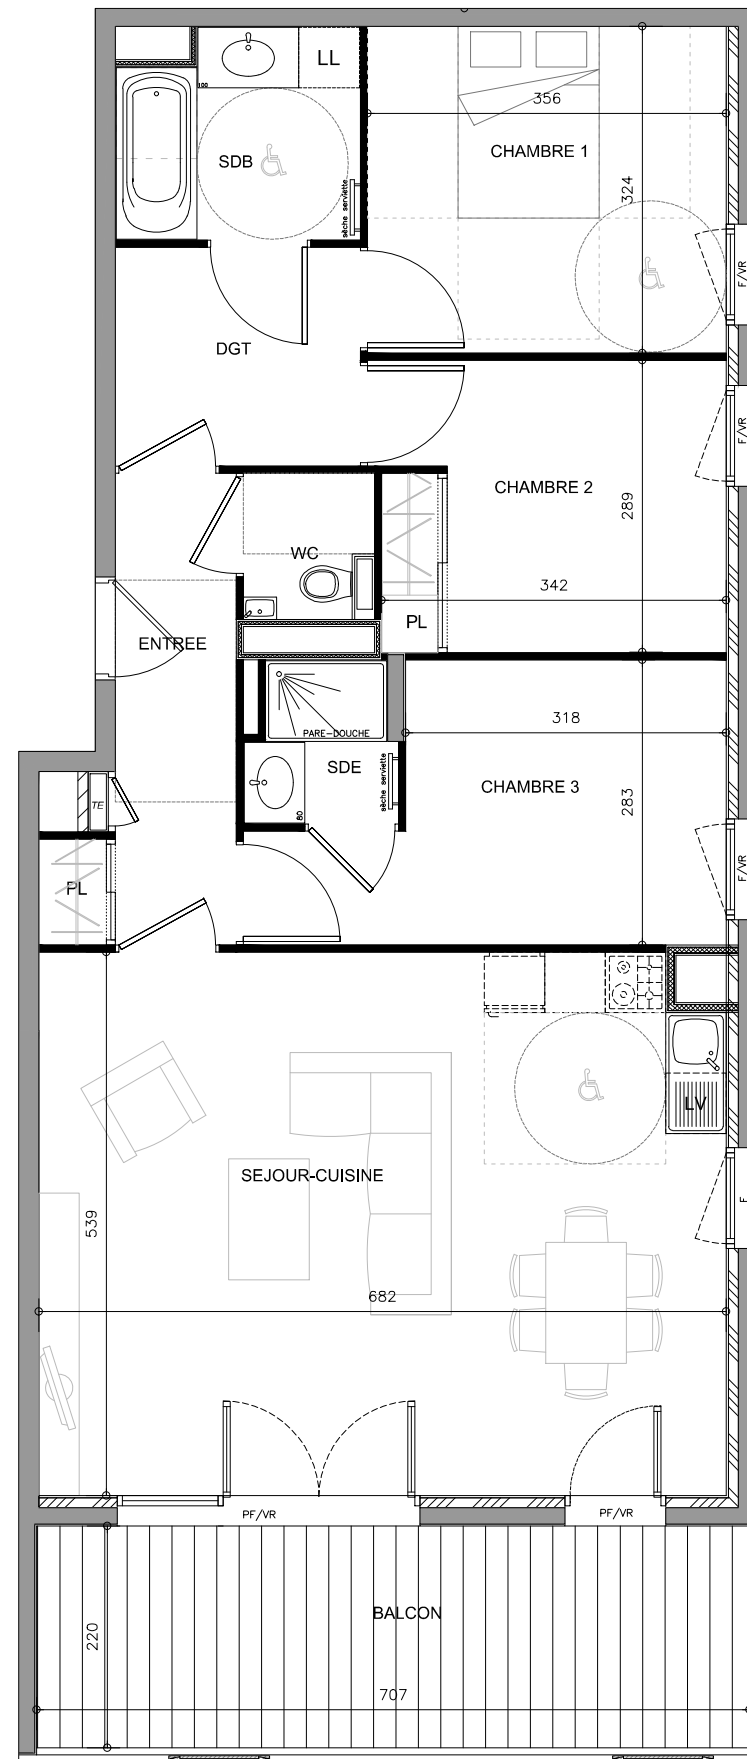 LL
100
SDB
sèche serviette
356
CHAMBRE 1
324
F/VR
DGT
F/VR
CHAMBRE 2
289
WC
342
PL
ENTREE
318
PARE-DOUCHE
SDE
sèche serviette
CHAMBRE 3
283
80
TE
F/VR
PL
LV
SEJOUR-CUISINE
539
F
682
PF/VR
PF/VR
BALCON
220
707